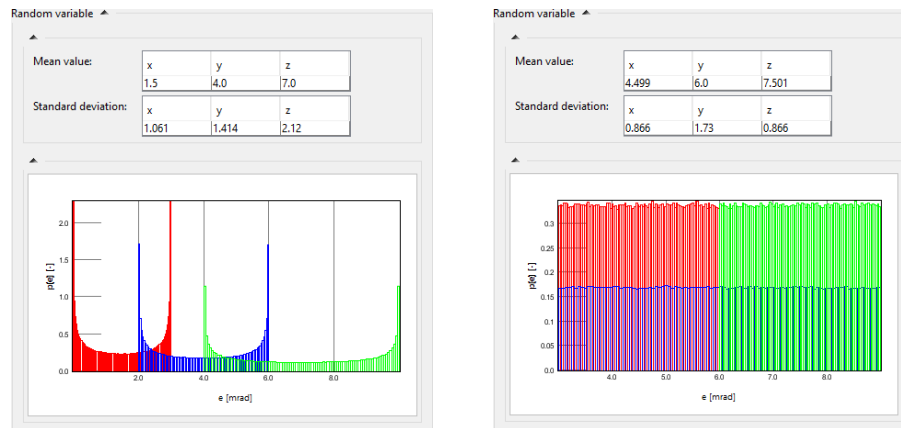 Random variable
Mean value:
x y z
1.5 4.0 7.0
Standard deviation:
x y z
1.061 1.414 2.12
2.0
1.5
1.0
0.5
0.0
p[e] [-]
2.0 4.0 6.0 8.0
e [mrad]
Random variable
Mean value:
x y z
4.499 6.0 7.501
Standard deviation:
x y z
0.866 1.73 0.866
0.3
0.25
0.2
0.15
0.1
0.05
0.0
p[e] [-]
4.0 5.0 6.0 7.0 8.0
e [mrad]